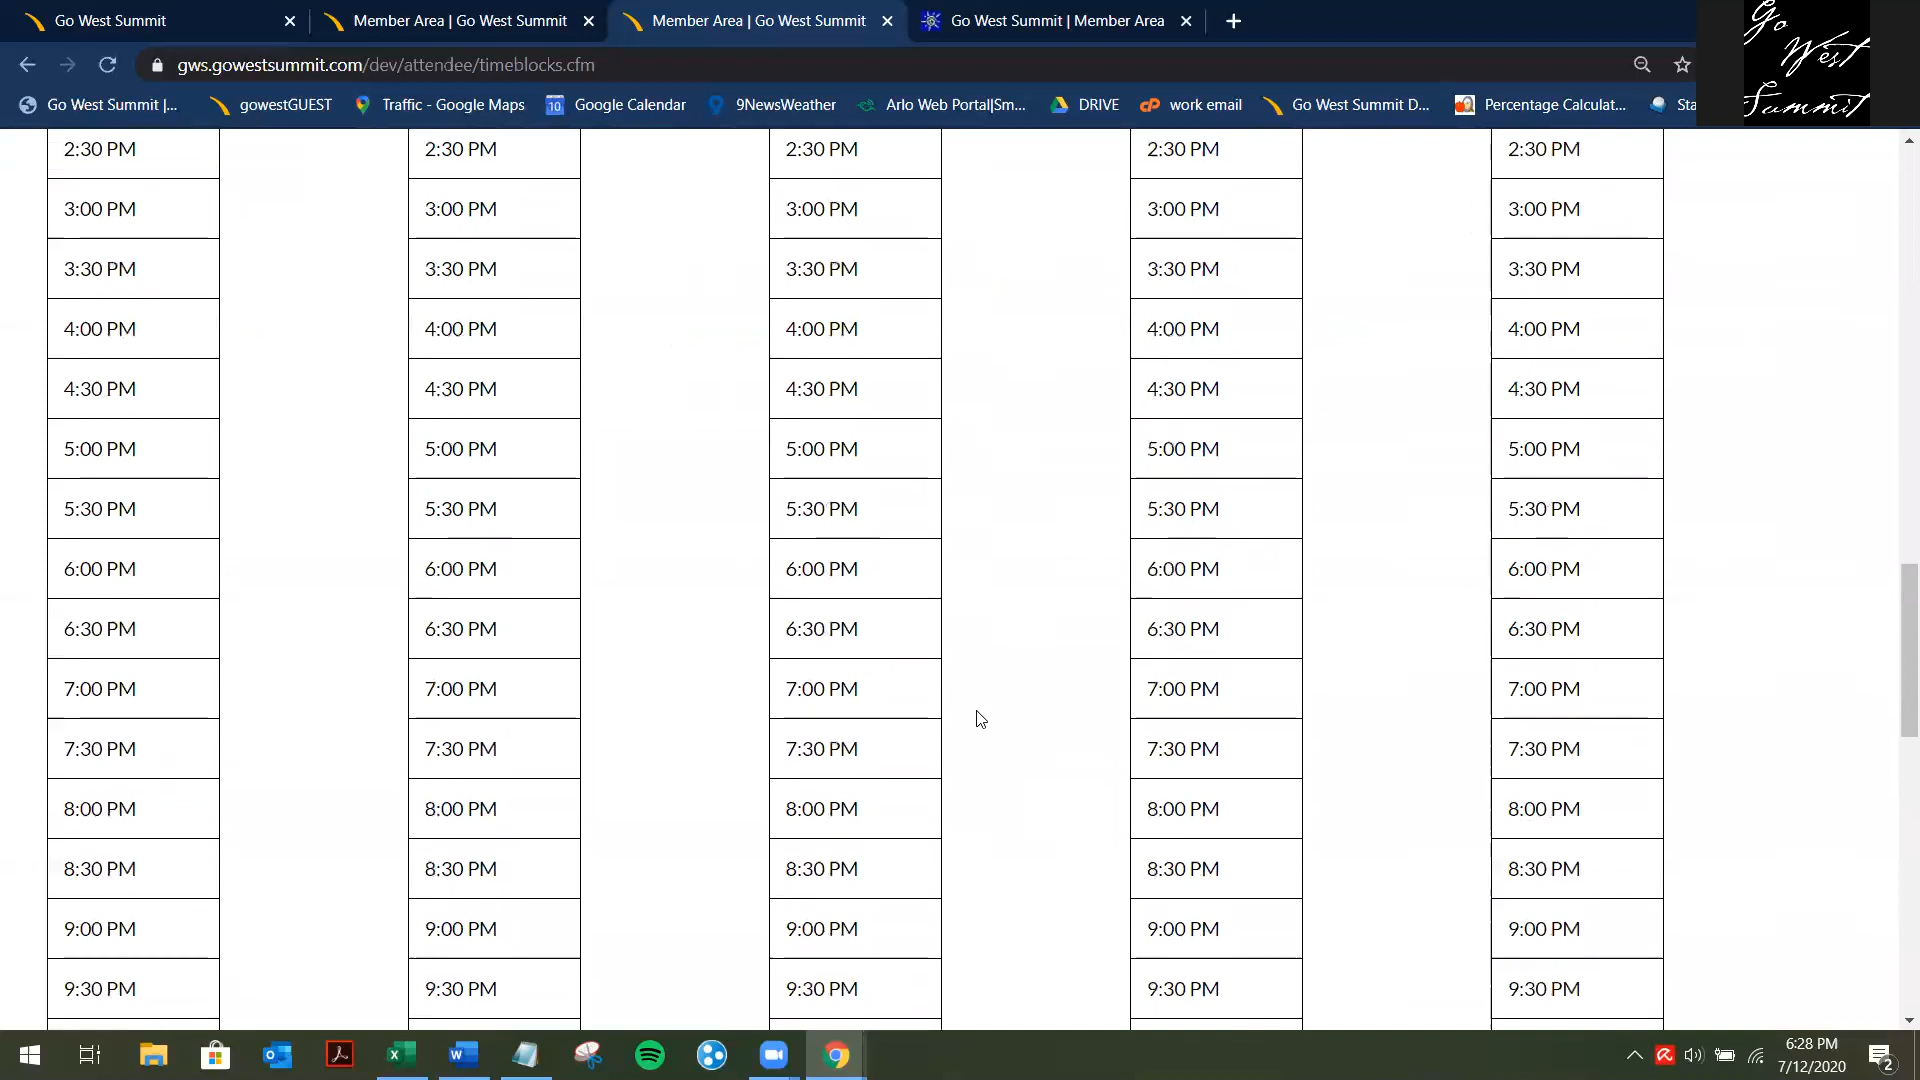 Go West Summit
Member Area | Go West Summit
Member Area | Go West Summit
Go West Summit | Member Area
Go
West
Summit
gws.gowestsummit.com/dev/attendee/timeblocks.cfm
Go West Summit |... gowestGUEST Traffic - Google Maps 10 Google Calendar 9NewsWeather Arlo Web Portal|Sm... DRIVE cP work email Go West Summit D... Percentage Calculat... Sta
2:30 PM 2:30 PM 2:30 PM 2:30 PM 2:30 PM
3:00 PM 3:00 PM 3:00 PM 3:00 PM 3:00 PM
3:30 PM 3:30 PM 3:30 PM 3:30 PM 3:30 PM
4:00 PM 4:00 PM 4:00 PM 4:00 PM 4:00 PM
4:30 PM 4:30 PM 4:30 PM 4:30 PM 4:30 PM
5:00 PM 5:00 PM 5:00 PM 5:00 PM 5:00 PM
5:30 PM 5:30 PM 5:30 PM 5:30 PM 5:30 PM
6:00 PM 6:00 PM 6:00 PM 6:00 PM 6:00 PM
6:30 PM 6:30 PM 6:30 PM 6:30 PM 6:30 PM
7:00 PM 7:00 PM 7:00 PM 7:00 PM 7:00 PM
7:30 PM 7:30 PM 7:30 PM 7:30 PM 7:30 PM
8:00 PM 8:00 PM 8:00 PM 8:00 PM 8:00 PM
8:30 PM 8:30 PM 8:30 PM 8:30 PM 8:30 PM
9:00 PM 9:00 PM 9:00 PM 9:00 PM 9:00 PM
9:30 PM 9:30 PM 9:30 PM 9:30 PM 9:30 PM
6:28 PM
7/12/2020
2